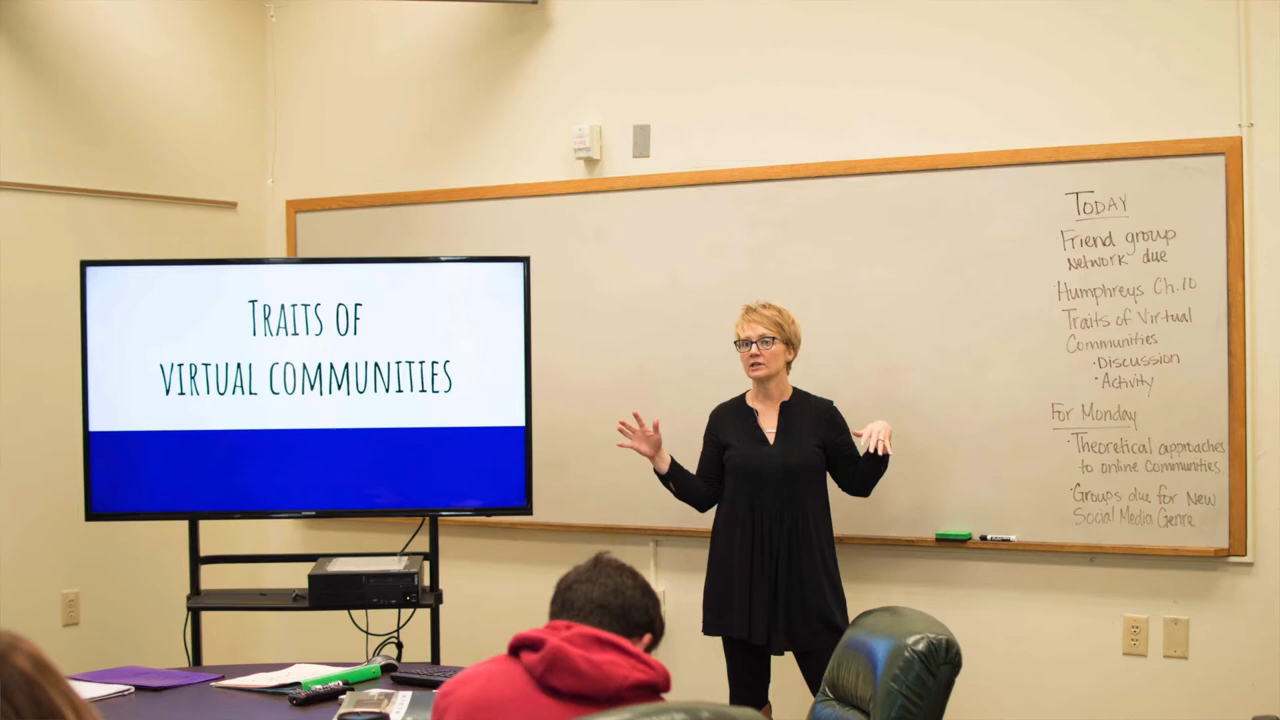 TRAITS OF
VIRTUAL COMMUNITIES
TODAY
Friend group
Network due
·Humphreys Ch.10
Traits of Virtual
Communities
·Discussion
·Activity
For Monday
·Theoretical approaches
to online communities
·Groups due for New
Social Media Genre